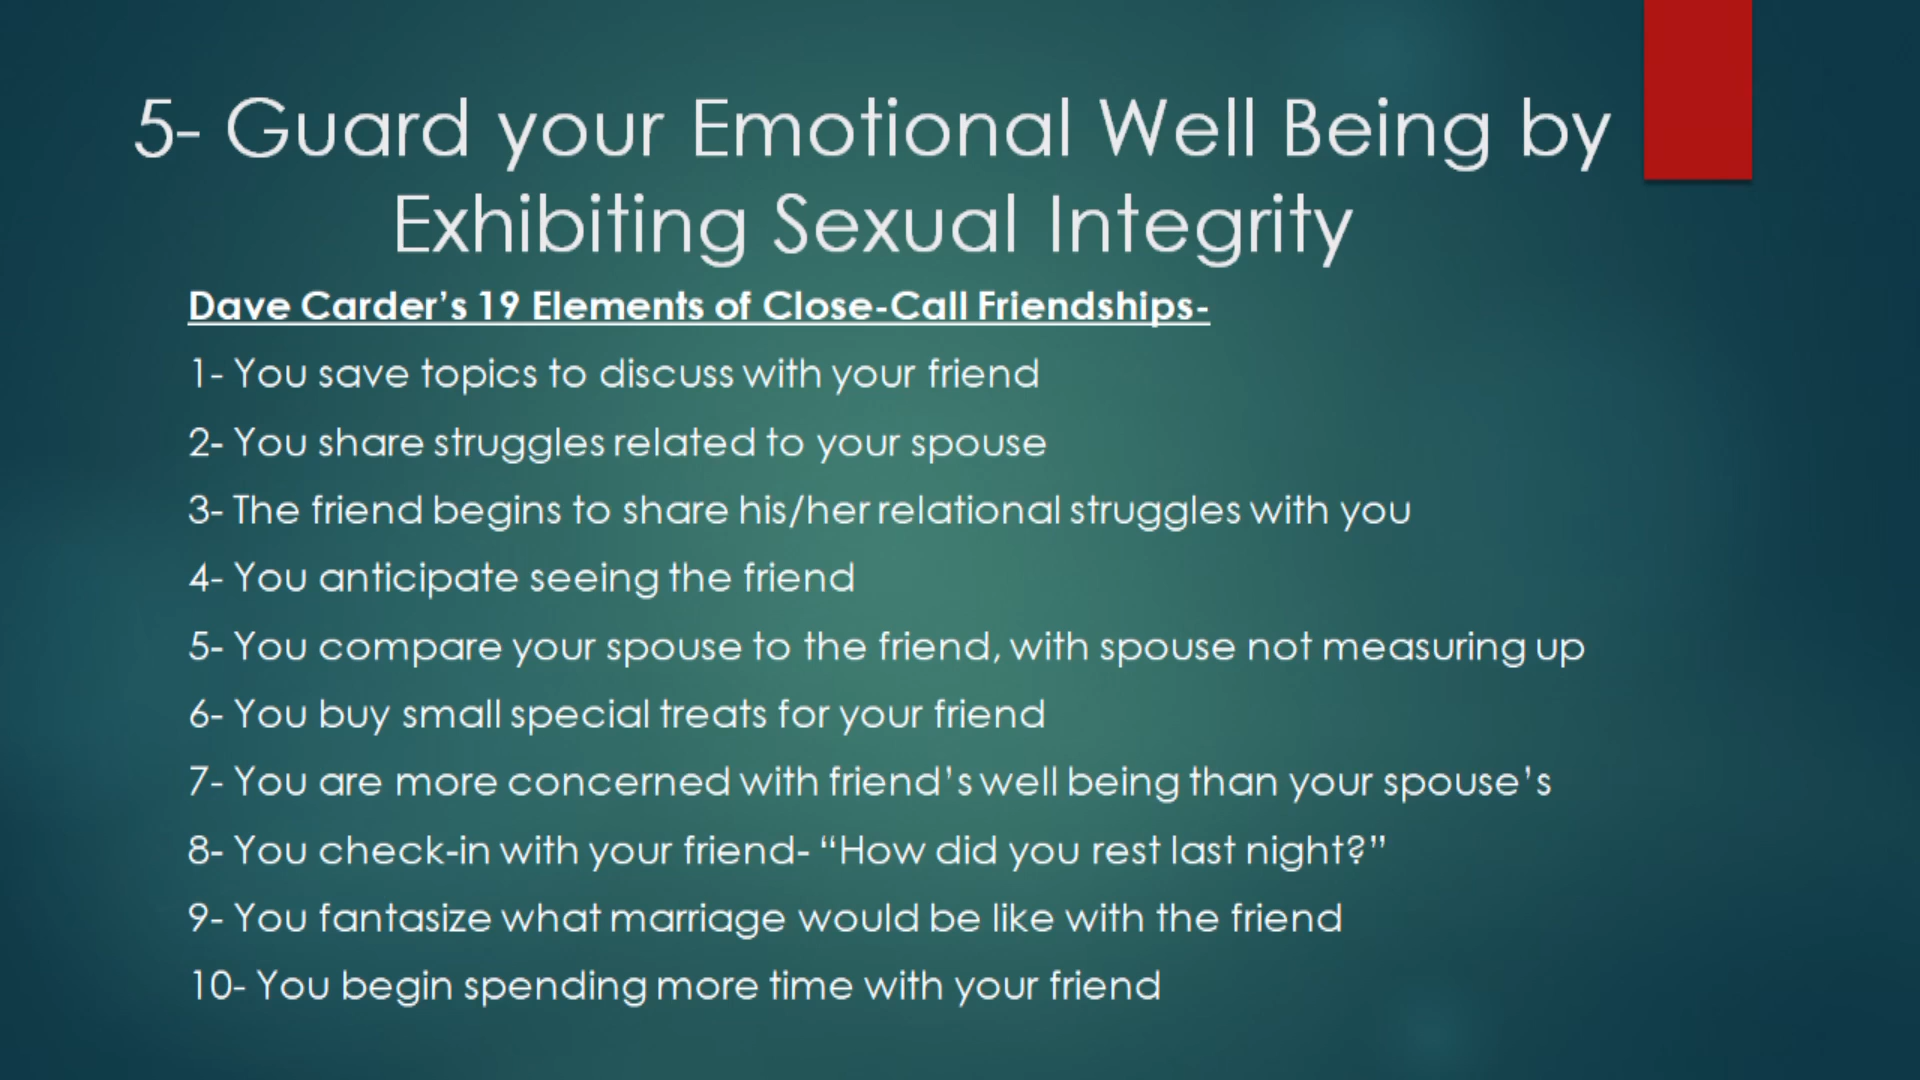 5- Guard your Emotional Well Being by
Exhibiting Sexual Integrity
Dave Carder’s 19 Elements of Close-Call Friendships-
1- You save topics to discuss with your friend
2- You share struggles related to your spouse
3- The friend begins to share his/her relational struggles with you
4- You anticipate seeing the friend
5- You compare your spouse to the friend, with spouse not measuring up
6- You buy small special treats for your friend
7- You are more concerned with friend’s well being than your spouse’s
8- You check-in with your friend- “How did you rest last night?”
9- You fantasize what marriage would be like with the friend
10- You begin spending more time with your friend